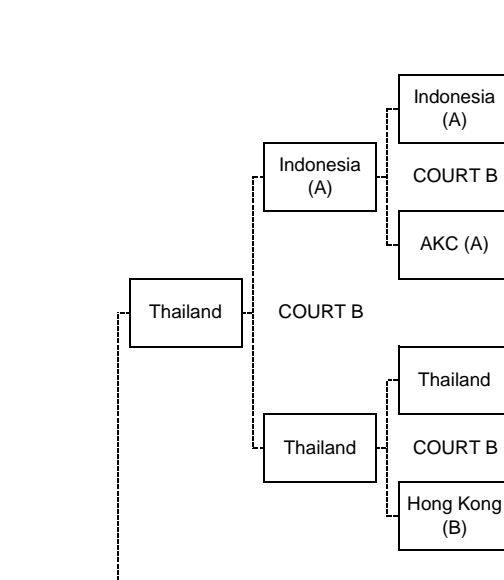 Indonesia
(A)
Indonesia
(A)
COURT B
AKC (A)
Thailand
COURT B
Thailand
Thailand
COURT B
Hong Kong
(B)